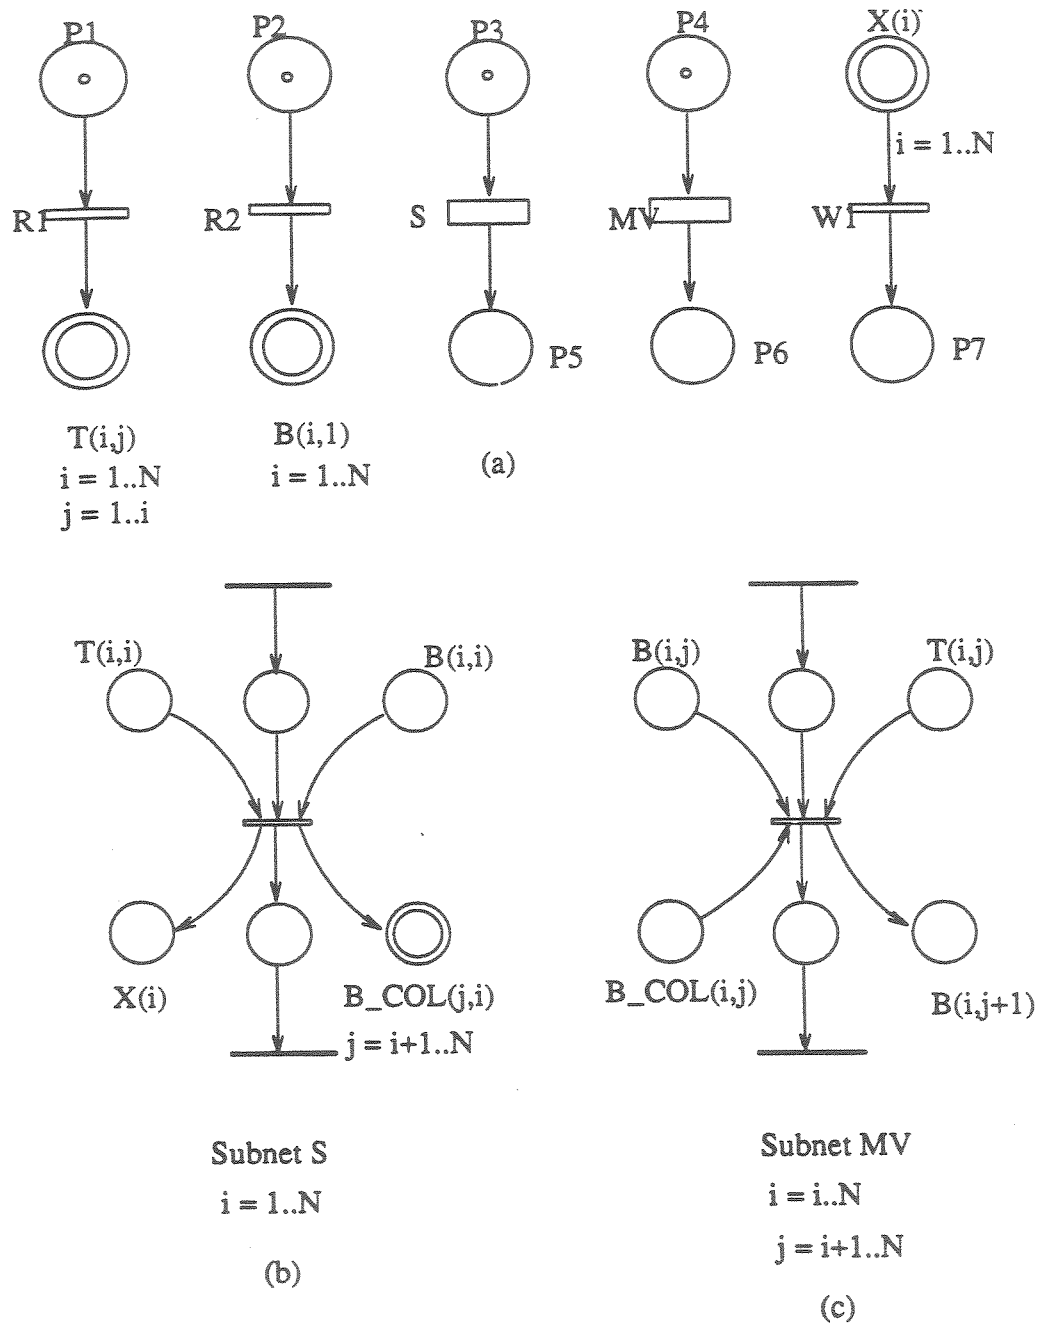 P1
P2
P3
P4
X(i)
i = 1..N
R1
R2
S
MV
W1
P5
P6
P7
T(i,j)
i = 1..N
j = 1..i
B(i,1)
i = 1..N
(a)
T(i,i)
B(i,i)
X(i)
B_COL(j,i)
j = i+1..N
Subnet S
i = 1..N
(b)
B(i,j)
T(i,j)
B_COL(i,j)
B(i,j+1)
Subnet MV
i = i..N
j = i+1..N
(c)